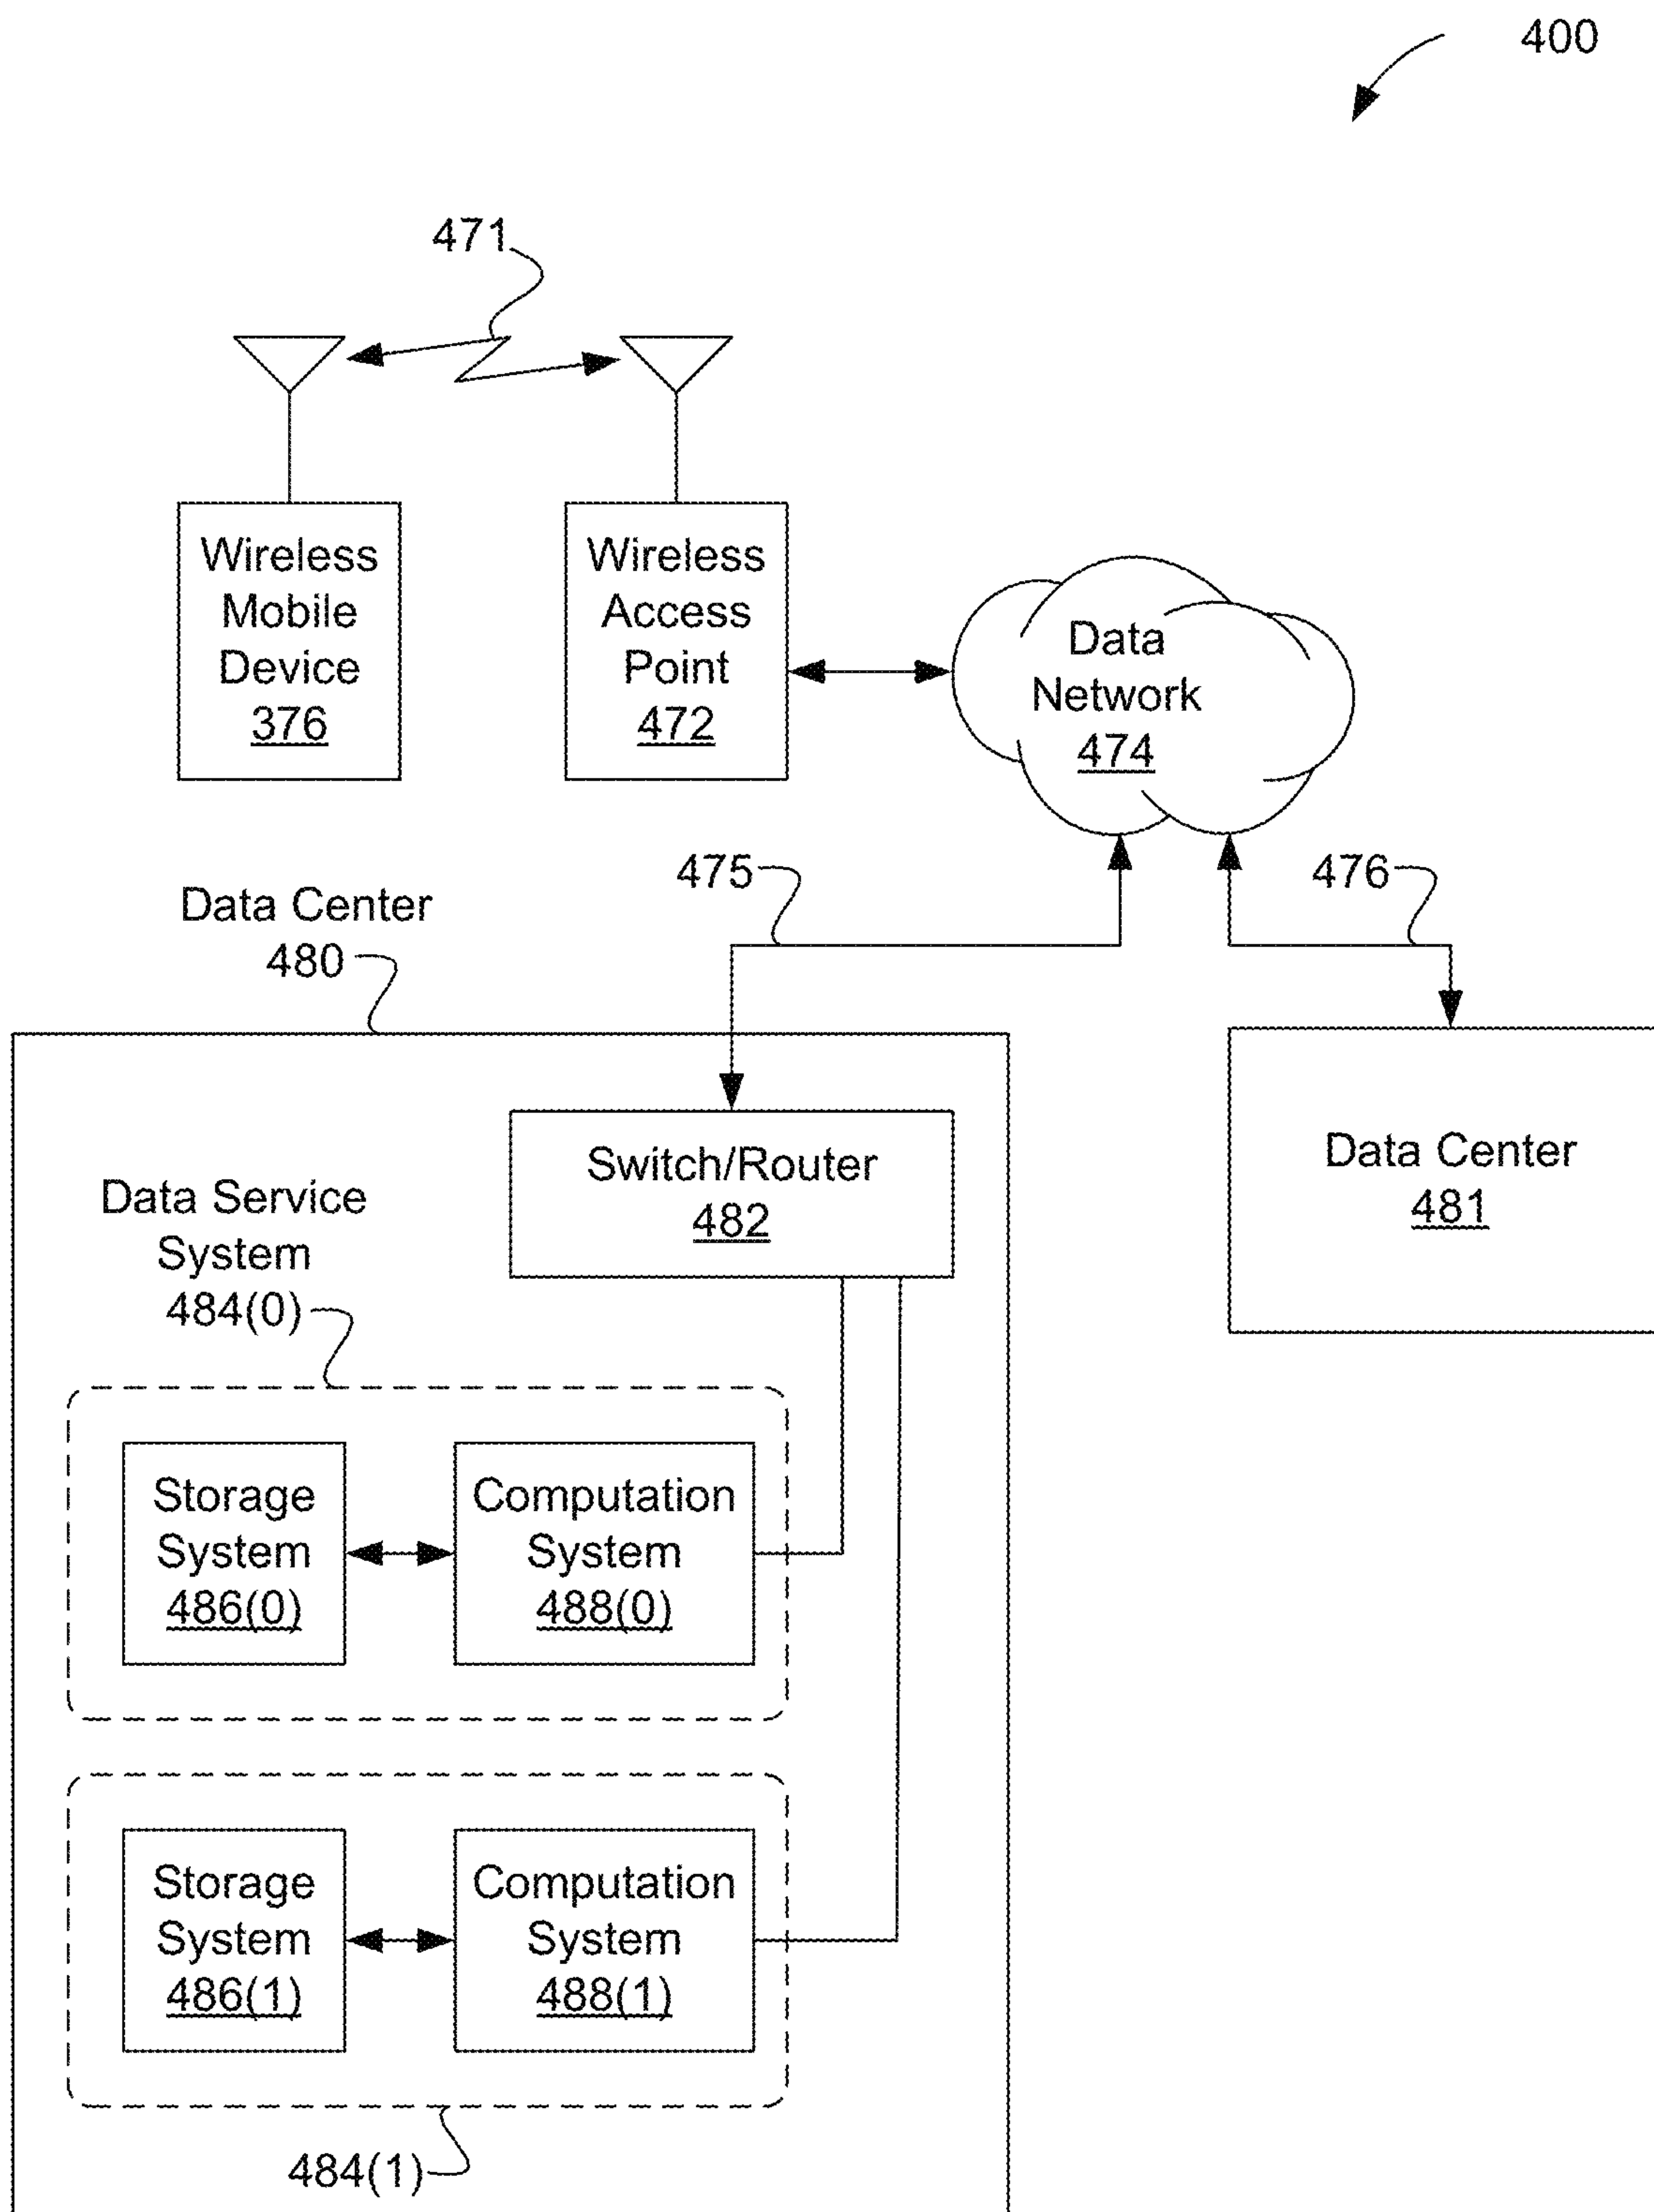 400
471
Wireless
Mobile
Device
376
Wireless
Access
Point
472
Data
Network
474
475
476
Data Center
480
Switch/Router
482
Data Center
481
Data Service
System
484(0)
Storage
System
486(0)
Computation
System
488(0)
Storage
System
486(1)
Computation
System
488(1)
484(1)